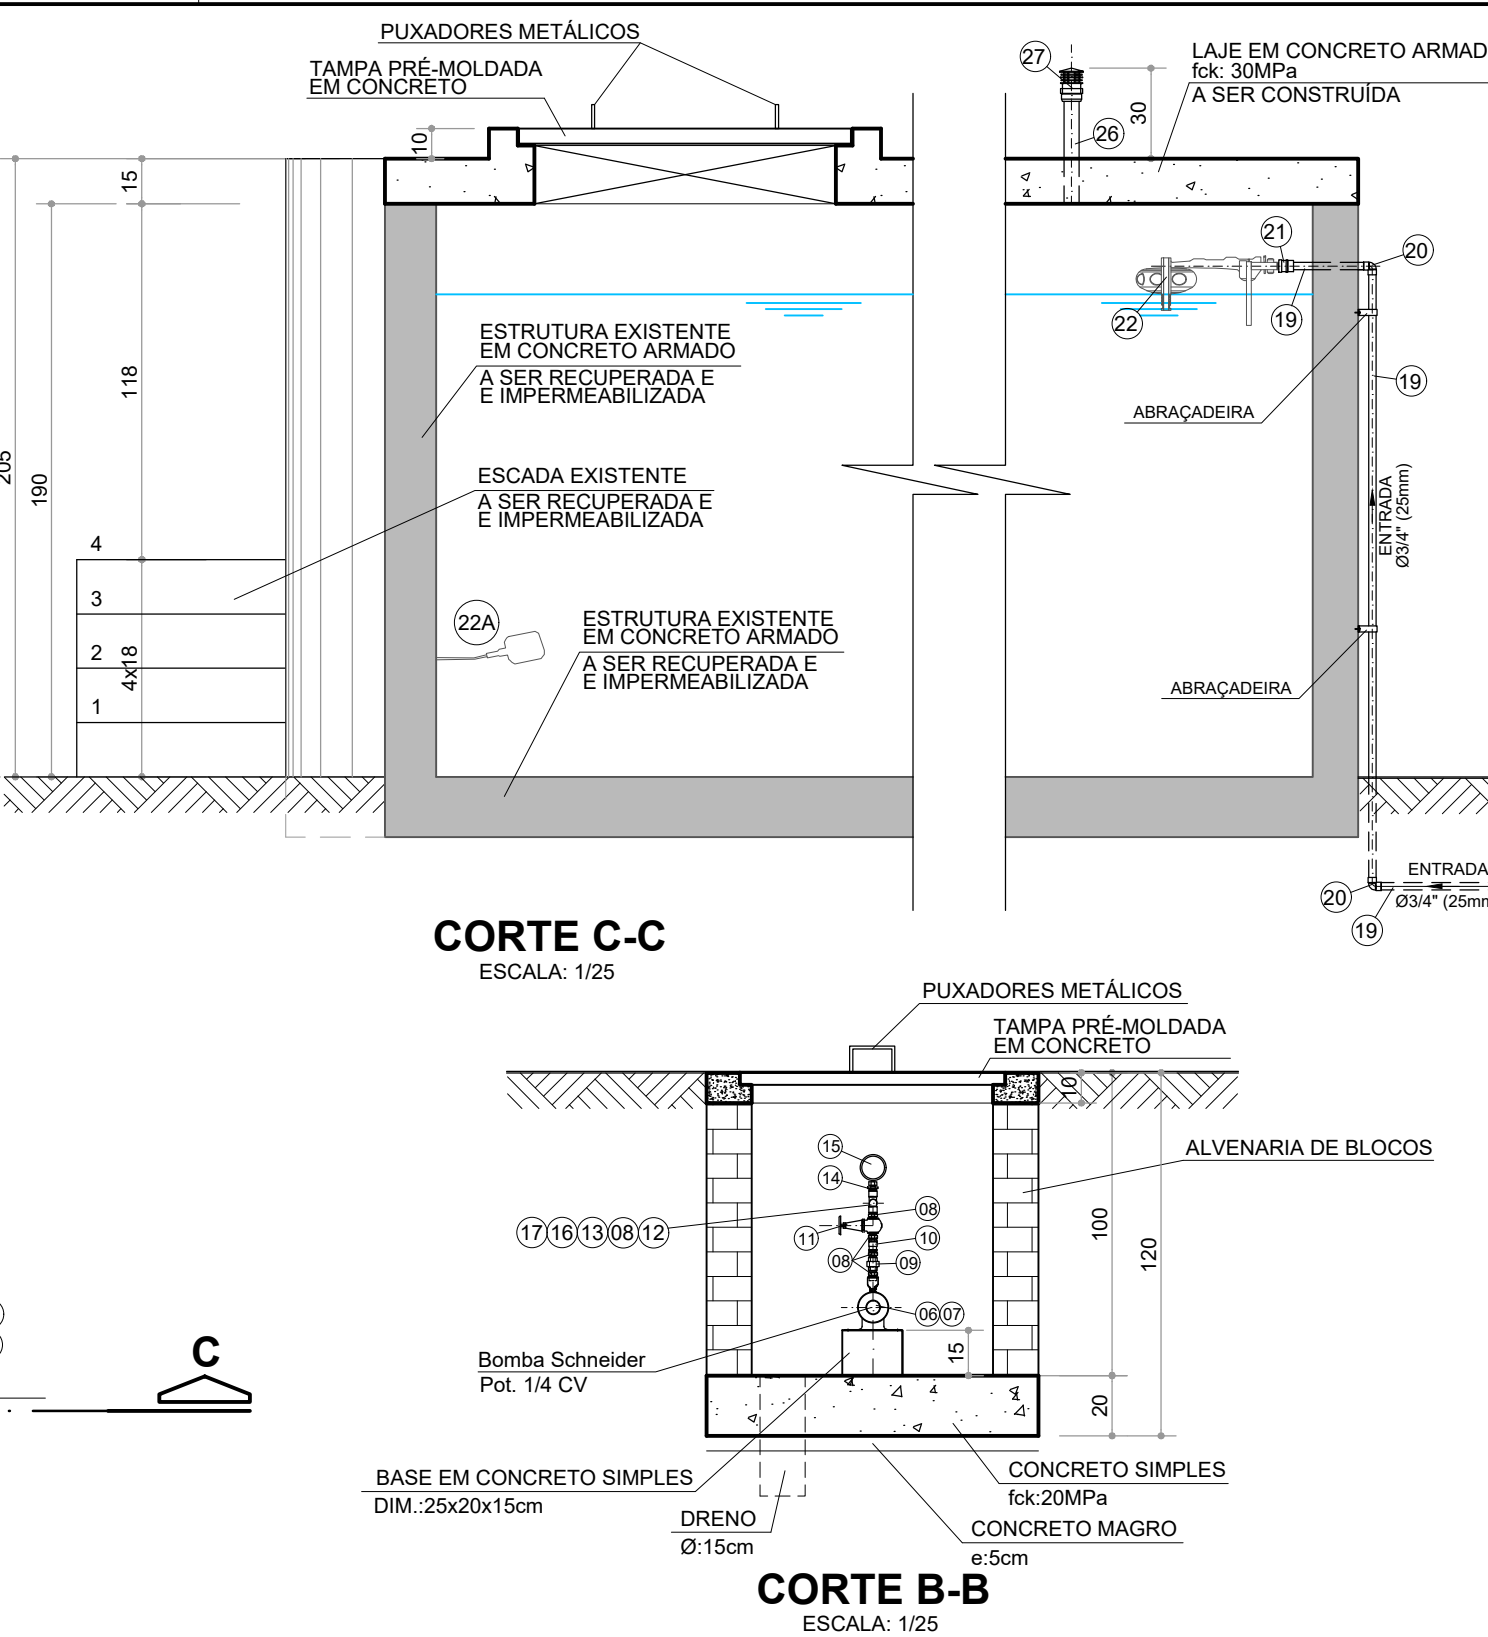 PUXADORES METÁLICOS
TAMPA PRÉ-MOLDADA
EM CONCRETO
27
LAJE EM CONCRETO ARMAD
fck: 30MPa
A SER CONSTRUÍDA
10
30
26
15
21
20
22
19
ESTRUTURA EXISTENTE
EM CONCRETO ARMADO
A SER RECUPERADA E
E IMPERMEABILIZADA
118
19
ABRAÇADEIRA
205
190
ESCADA EXISTENTE
A SER RECUPERADA E
E IMPERMEABILIZADA
ENTRADA
Ø3/4" (25mm)
4
3
2
1
4x18
22A
ESTRUTURA EXISTENTE
EM CONCRETO ARMADO
A SER RECUPERADA E
E IMPERMEABILIZADA
ABRAÇADEIRA
ENTRADA
Ø3/4" (25mm
20
19
CORTE C-C
ESCALA: 1/25
PUXADORES METÁLICOS
TAMPA PRÉ-MOLDADA
EM CONCRETO
10
ALVENARIA DE BLOCOS
15
14
08
17 16 13 08 12
11
10
08
09
100
120
06 07
15
Bomba Schneider
Pot. 1/4 CV
C
20
BASE EM CONCRETO SIMPLES
DIM.:25x20x15cm
CONCRETO SIMPLES
fck:20MPa
DRENO
Ø:15cm
CONCRETO MAGRO
e:5cm
CORTE B-B
ESCALA: 1/25